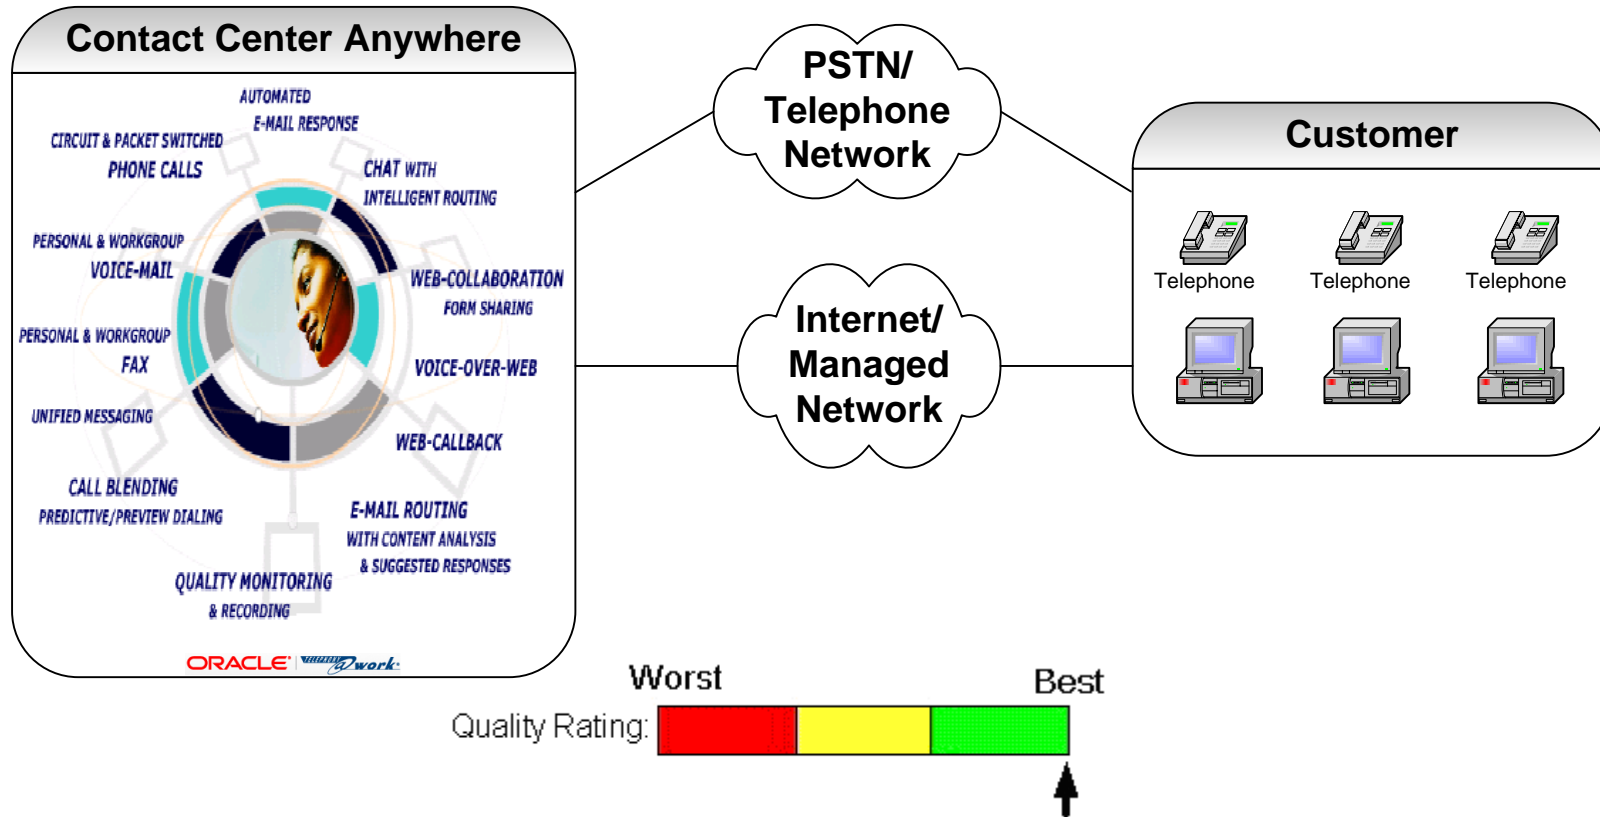 Contact Center Anywhere
AUTOMATED
E-MAIL RESPONSE
CIRCUIT & PACKET SWITCHED
PHONE CALLS
CHAT WITH
INTELLIGENT ROUTING
PERSONAL & WORKGROUP
VOICE-MAIL
WEB-COLLABORATION
FORM SHARING
PERSONAL & WORKGROUP
FAX
VOICE-OVER-WEB
UNIFIED MESSAGING
WEB-CALLBACK
CALL BLENDING
PREDICTIVE/PREVIEW DIALING
E-MAIL ROUTING
WITH CONTENT ANALYSIS
& SUGGESTED RESPONSES
QUALITY MONITORING
& RECORDING
ORACLE
@work
PSTN/
Telephone
Network
Internet/
Managed
Network
Customer
Telephone Telephone Telephone
Worst Best
Quality Rating: